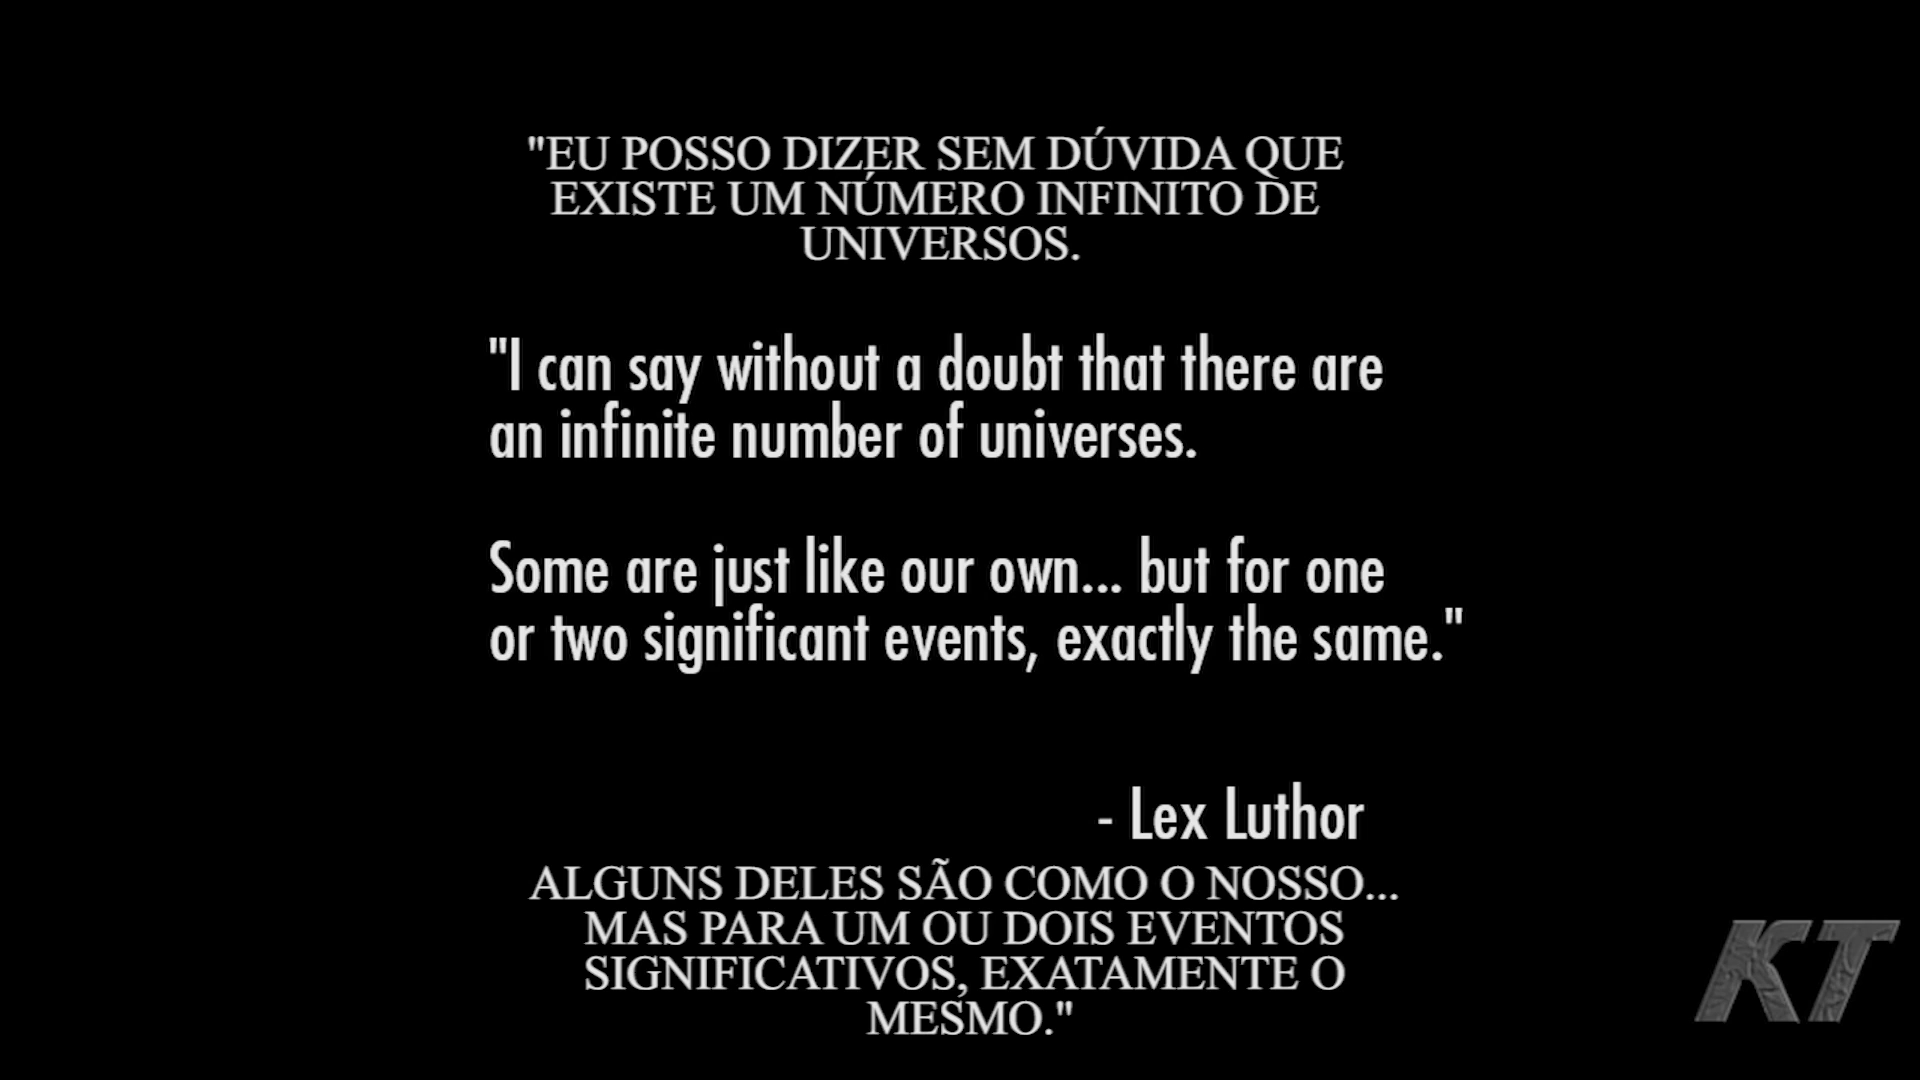 "EU POSSO DIZER SEM DÚVIDA QUE
EXISTE UM NÚMERO INFINITO DE
UNIVERSOS.
"I can say without a doubt that there are
an infinite number of universes.
Some are just like our own... but for one
or two significant events, exactly the same."
- Lex Luthor
ALGUNS DELES SÃO COMO O NOSSO...
MAS PARA UM OU DOIS EVENTOS
SIGNIFICATIVOS, EXATAMENTE O
MESMO."
KT